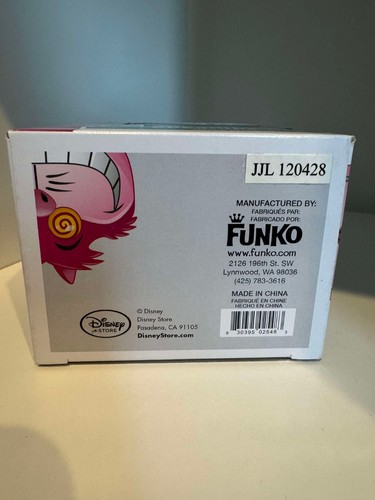 JJL 120428
MANUFACTURED BY:
FABRIQUÉS PAR:
FABRICADO POR:
FUNKO
www.funko.com
2126 196th St. SW
Lynnwood, WA 98036
(425) 783-3616
MADE IN CHINA
FABRIQUÉ EN CHINE
HECHO EN CHINA
8 30395 02848 3
Disney
STORE
© Disney
Disney Store
Pasadena, CA 91105
DisneyStore.com